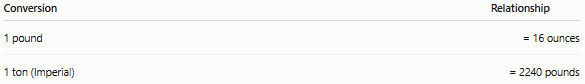 Conversion Relationship
1 pound = 16 ounces
1 ton (Imperial) = 2240 pounds